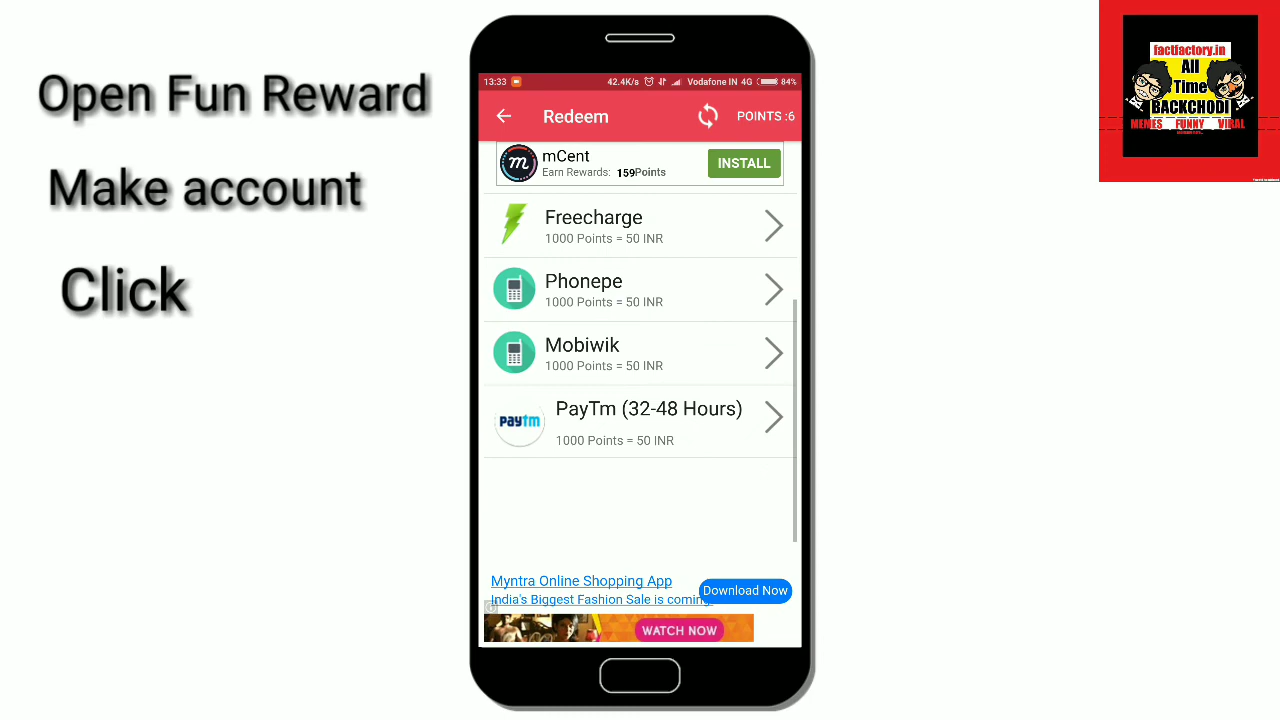 Open Fun Reward
Make account
Click
13:33
42.4K/s
Vodafone IN 4G
84%
Redeem
POINTS :6
m
mCent
Earn Rewards: 159Points
INSTALL
Freecharge
1000 Points = 50 INR
Phonepe
1000 Points = 50 INR
Mobiwik
1000 Points = 50 INR
paytm
PayTm (32-48 Hours)
1000 Points = 50 INR
Myntra Online Shopping App
India's Biggest Fashion Sale is coming
Download Now
WATCH NOW
factfactory.in
All
Time
BACKCHODI
MEMES FUNNY VIRAL